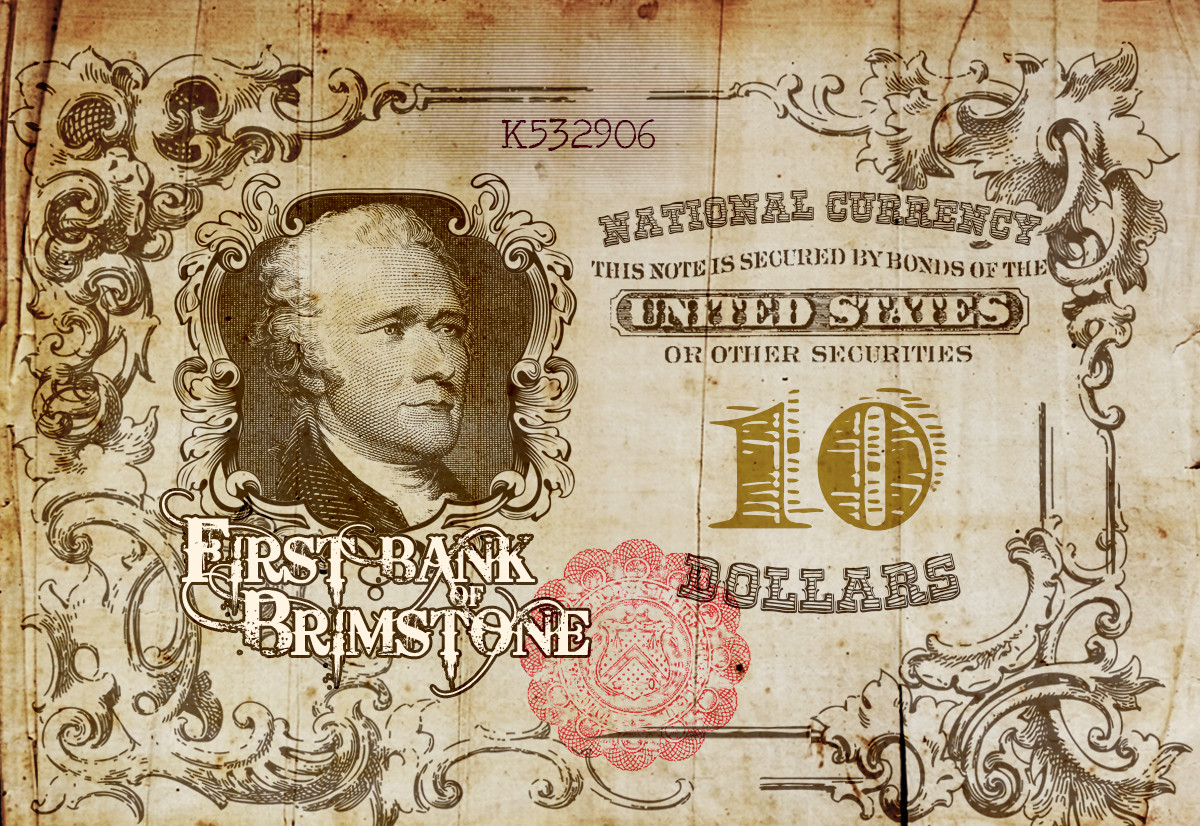 K532906
NATIONAL CURRENCY
THIS NOTE IS SECURED BY BONDS OF THE
UNITED STATES
OR OTHER SECURITIES
10
DOLLARS
FIRST BANK
OF
BRIMSTONE